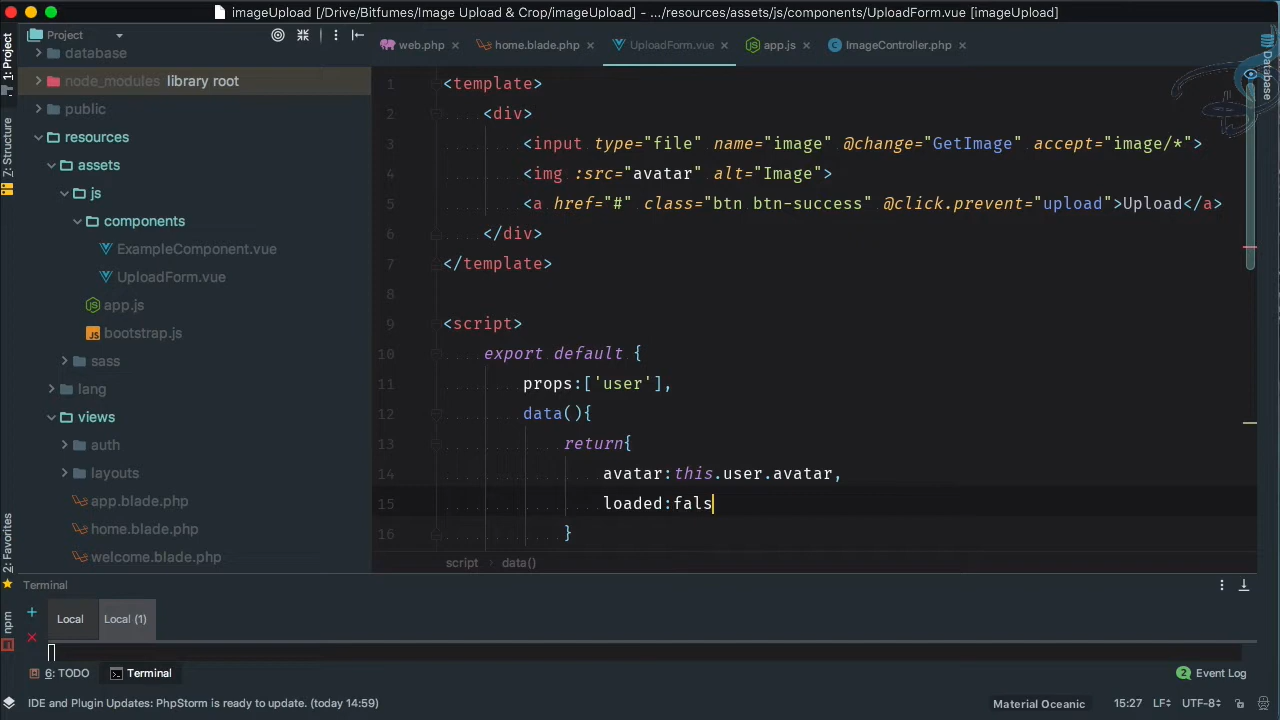 imageUpload [/Drive/Bitfumes/Image Upload & Crop/imageUpload] - .../resources/assets/js/components/UploadForm.vue [imageUpload]
1: Project
Z: Structure
2: Favorites
npm
Project
database
node_modules library root
public
resources
assets
js
components
ExampleComponent.vue
UploadForm.vue
app.js
bootstrap.js
sass
lang
views
auth
layouts
app.blade.php
home.blade.php
welcome.blade.php
web.php × home.blade.php × UploadForm.vue × app.js × ImageController.php ×
1 <template>
2 <div>
3 <input type="file" name="image" @change="GetImage" accept="image/*">
4 <img :src="avatar" alt="Image">
5 <a href="#" class="btn btn-success" @click.prevent="upload">Upload</a>
6 </div>
7 </template>
8
9 <script>
10 export default {
11 props:['user'],
12 data(){
13 return{
14 avatar:this.user.avatar,
15 loaded:fals
16 }
script › data()
Database
Terminal
Local Local (1)
6: TODO Terminal 2 Event Log
IDE and Plugin Updates: PhpStorm is ready to update. (today 14:59) Material Oceanic 15:27 LF UTF-8